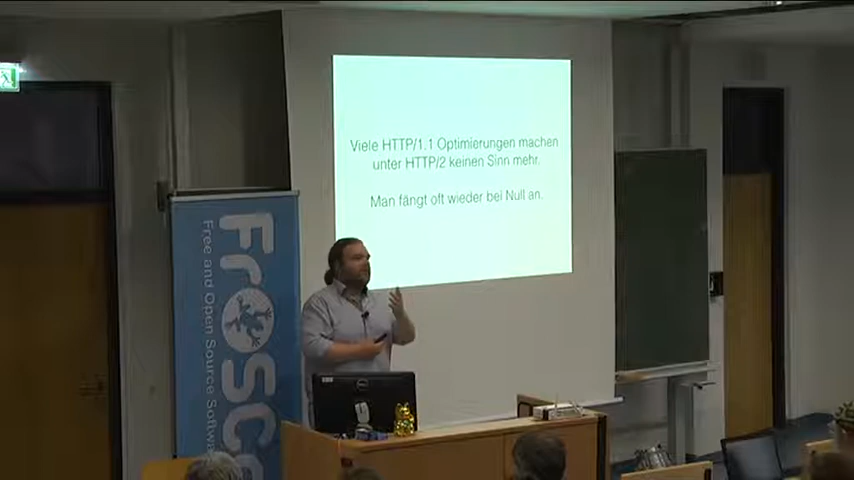 Viele HTTP/1.1 Optimierungen machen
unter HTTP/2 keinen Sinn mehr.
Man fängt oft wieder bei Null an.
FrOSC
Free and Open Source Softwar